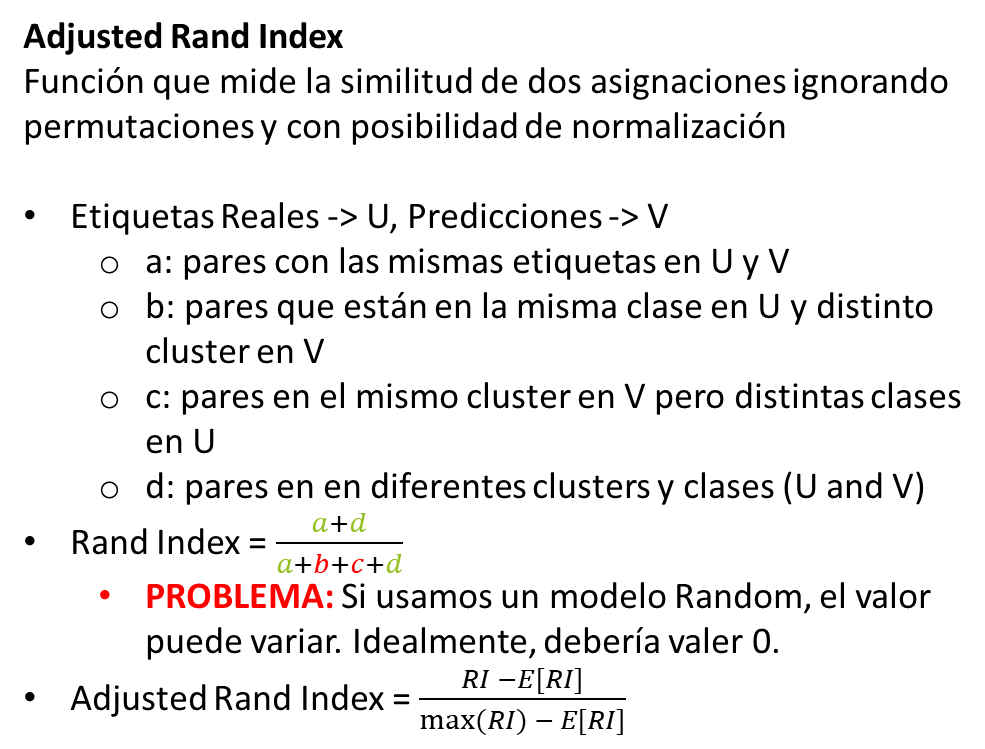 Adjusted Rand Index
Función que mide la similitud de dos asignaciones ignorando
permutaciones y con posibilidad de normalización
• Etiquetas Reales -> U, Predicciones -> V
o a: pares con las mismas etiquetas en U y V
o b: pares que están en la misma clase en U y distinto
cluster en V
o c: pares en el mismo cluster en V pero distintas clases
en U
o d: pares en en diferentes clusters y clases (U and V)
• Rand Index = a+d / a+b+c+d
• PROBLEMA: Si usamos un modelo Random, el valor
puede variar. Idealmente, debería valer 0.
• Adjusted Rand Index = RI −E[RI] / max(RI) − E[RI]